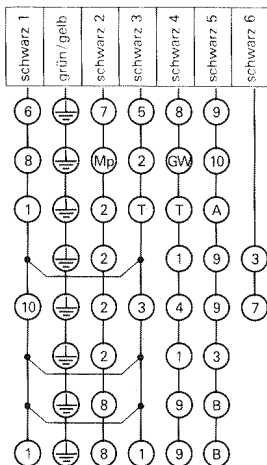 schwarz 1
grün/gelb
schwarz 2
schwarz 3
schwarz 4
schwarz 5
schwarz 6
6 7 5 8 9
8 Mp 2 GW 10
1 2 T T A
2 1 9 3
10 2 3 4 9 7
2 1 3
8 9 B
1 8 1 9 B